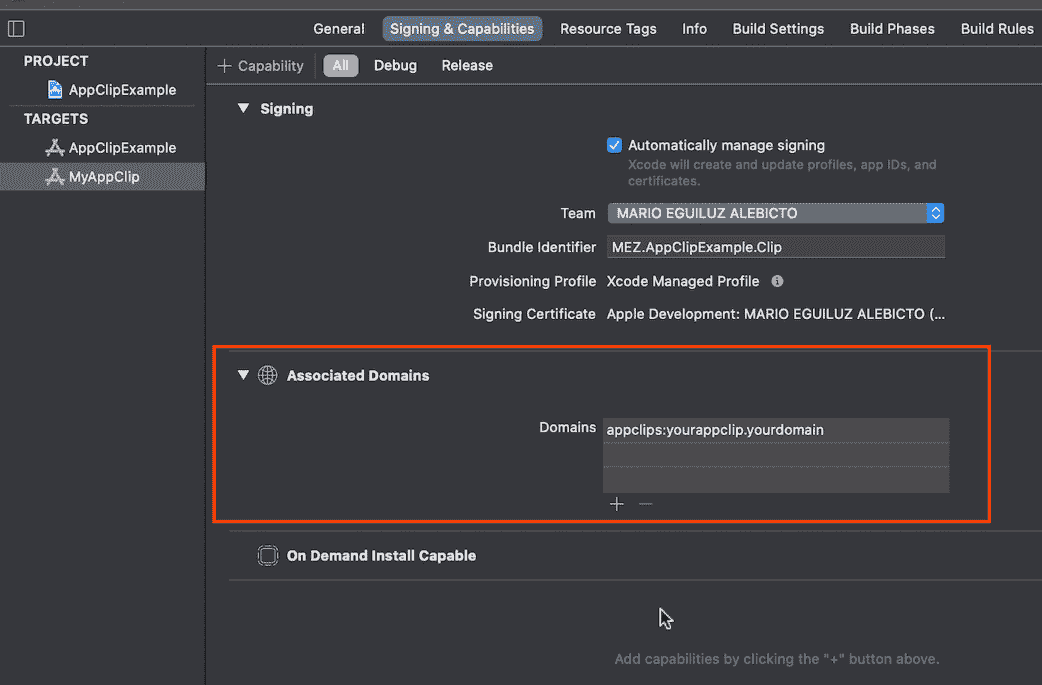 General Signing & Capabilities Resource Tags Info Build Settings Build Phases Build Rules
PROJECT
AppClipExample
TARGETS
AppClipExample
MyAppClip
+ Capability All Debug Release
Signing
Automatically manage signing
Xcode will create and update profiles, app IDs, and
certificates.
Team MARIO EGUILUZ ALEBICTO
Bundle Identifier MEZ.AppClipExample.Clip
Provisioning Profile Xcode Managed Profile
Signing Certificate Apple Development: MARIO EGUILUZ ALEBICTO (...
Associated Domains
Domains appclips:yourappclip.yourdomain
+ —
On Demand Install Capable
Add capabilities by clicking the "+" button above.